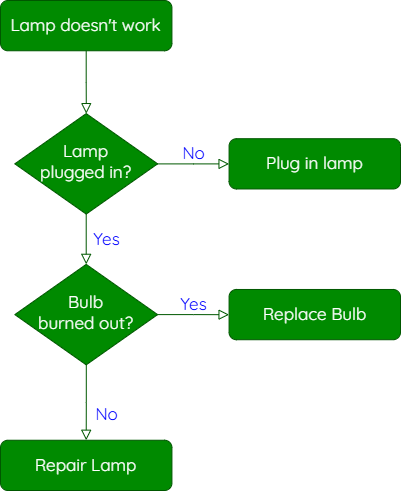 Lamp doesn't work
Lamp
plugged in?
No
Plug in lamp
Yes
Bulb
burned out?
Yes
Replace Bulb
No
Repair Lamp